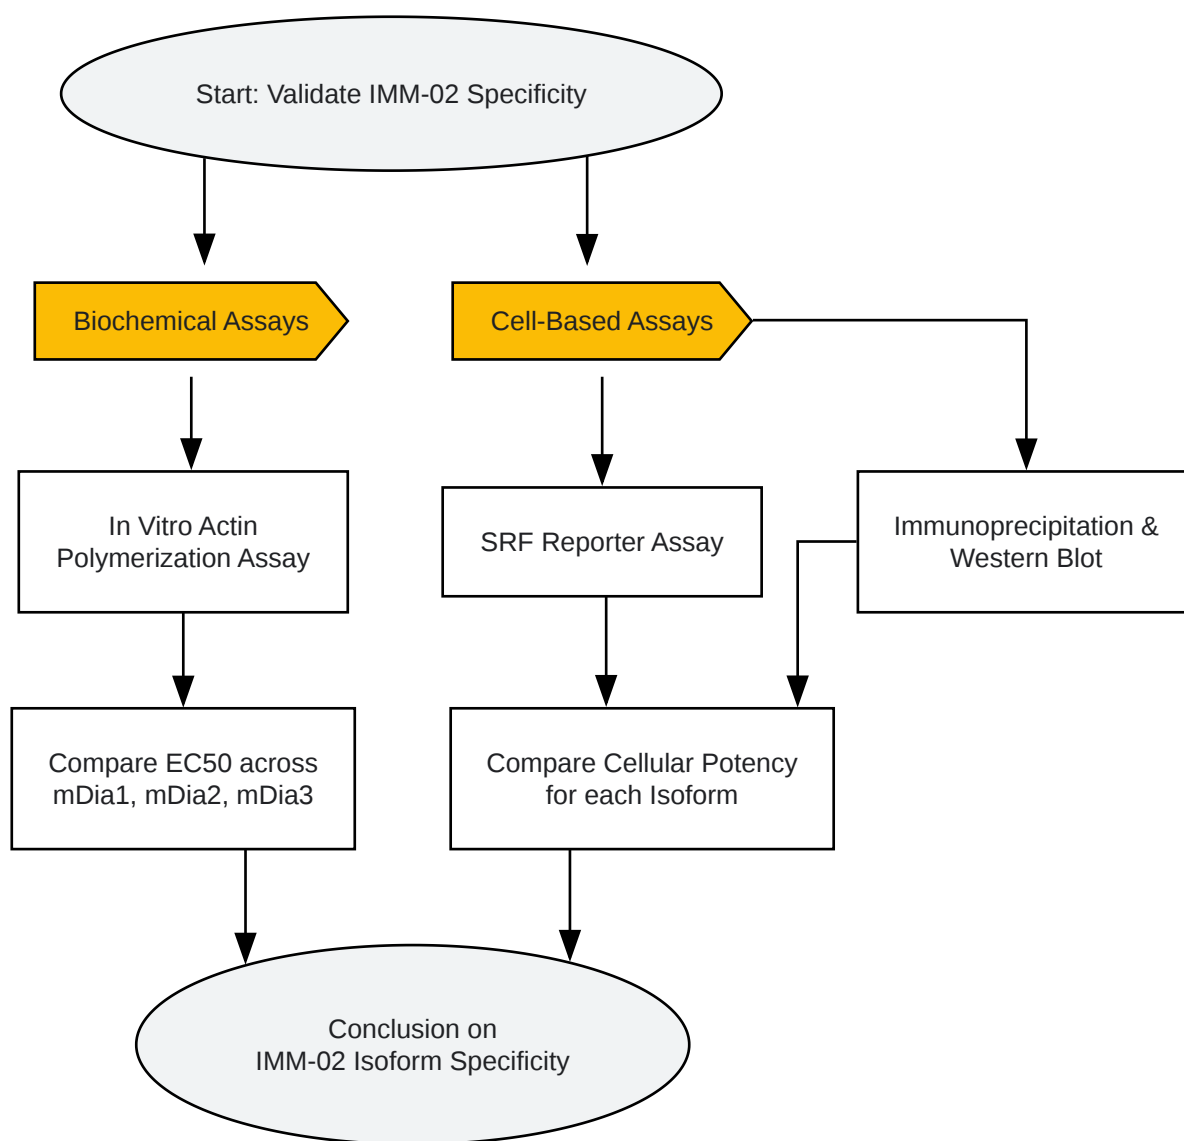 Start: Validate IMM-02 Specificity
Biochemical Assays
Cell-Based Assays
In Vitro Actin
Polymerization Assay
SRF Reporter Assay
Immunoprecipitation &
Western Blot
Compare EC50 across
mDia1, mDia2, mDia3
Compare Cellular Potency
for each Isoform
Conclusion on
IMM-02 Isoform Specificity